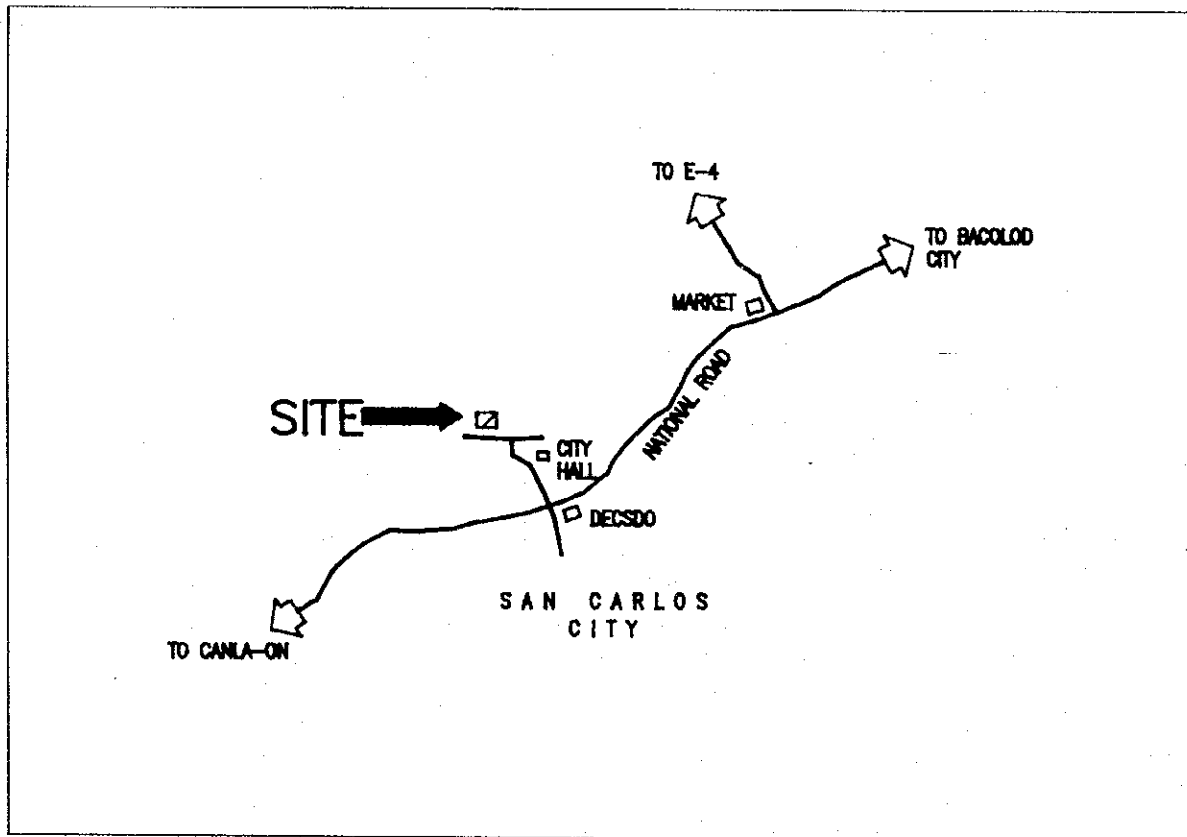 TO E-4
TO BACOLOD
CITY
MARKET
NATIONAL ROAD
SITE
CITY
HALL
DECSDO
SAN CARLOS
CITY
TO CANLA-ON